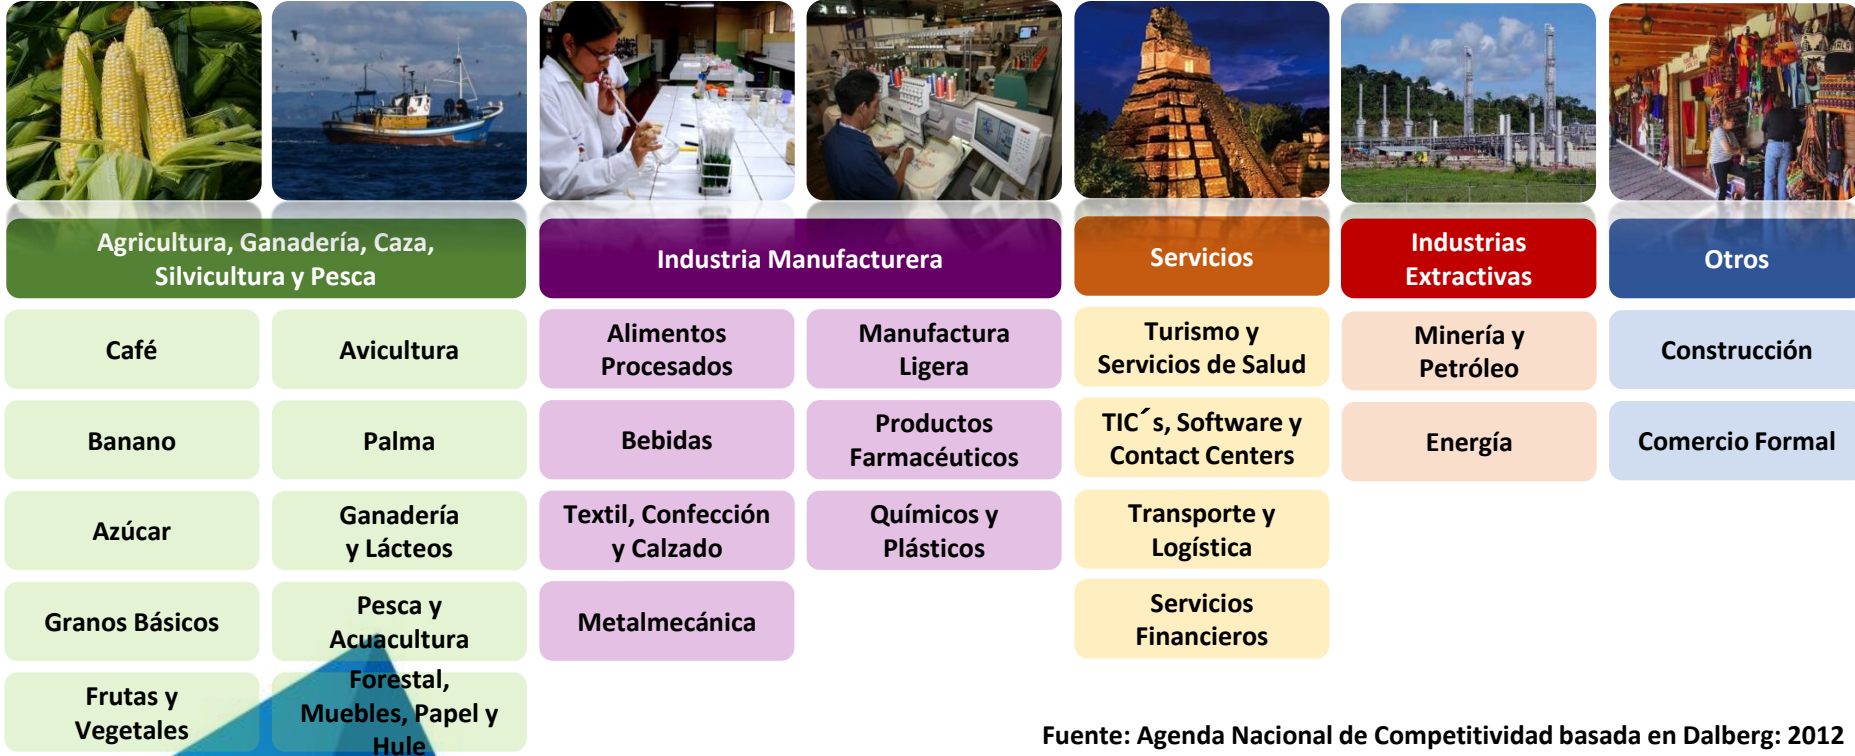 Agricultura, Ganadería, Caza,
Silvicultura y Pesca
Industria Manufacturera
Servicios
Industrias
Extractivas
Otros
Café
Avicultura
Alimentos
Procesados
Manufactura
Ligera
Turismo y
Servicios de Salud
Minería y
Petróleo
Construcción
Banano
Palma
Bebidas
Productos
Farmacéuticos
TIC´s, Software y
Contact Centers
Energía
Comercio Formal
Azúcar
Ganadería
y Lácteos
Textil, Confección
y Calzado
Químicos y
Plásticos
Transporte y
Logística
Granos Básicos
Pesca y
Acuacultura
Metalmecánica
Servicios
Financieros
Frutas y
Vegetales
Forestal,
Muebles, Papel y
Hule
Fuente: Agenda Nacional de Competitividad basada en Dalberg: 2012